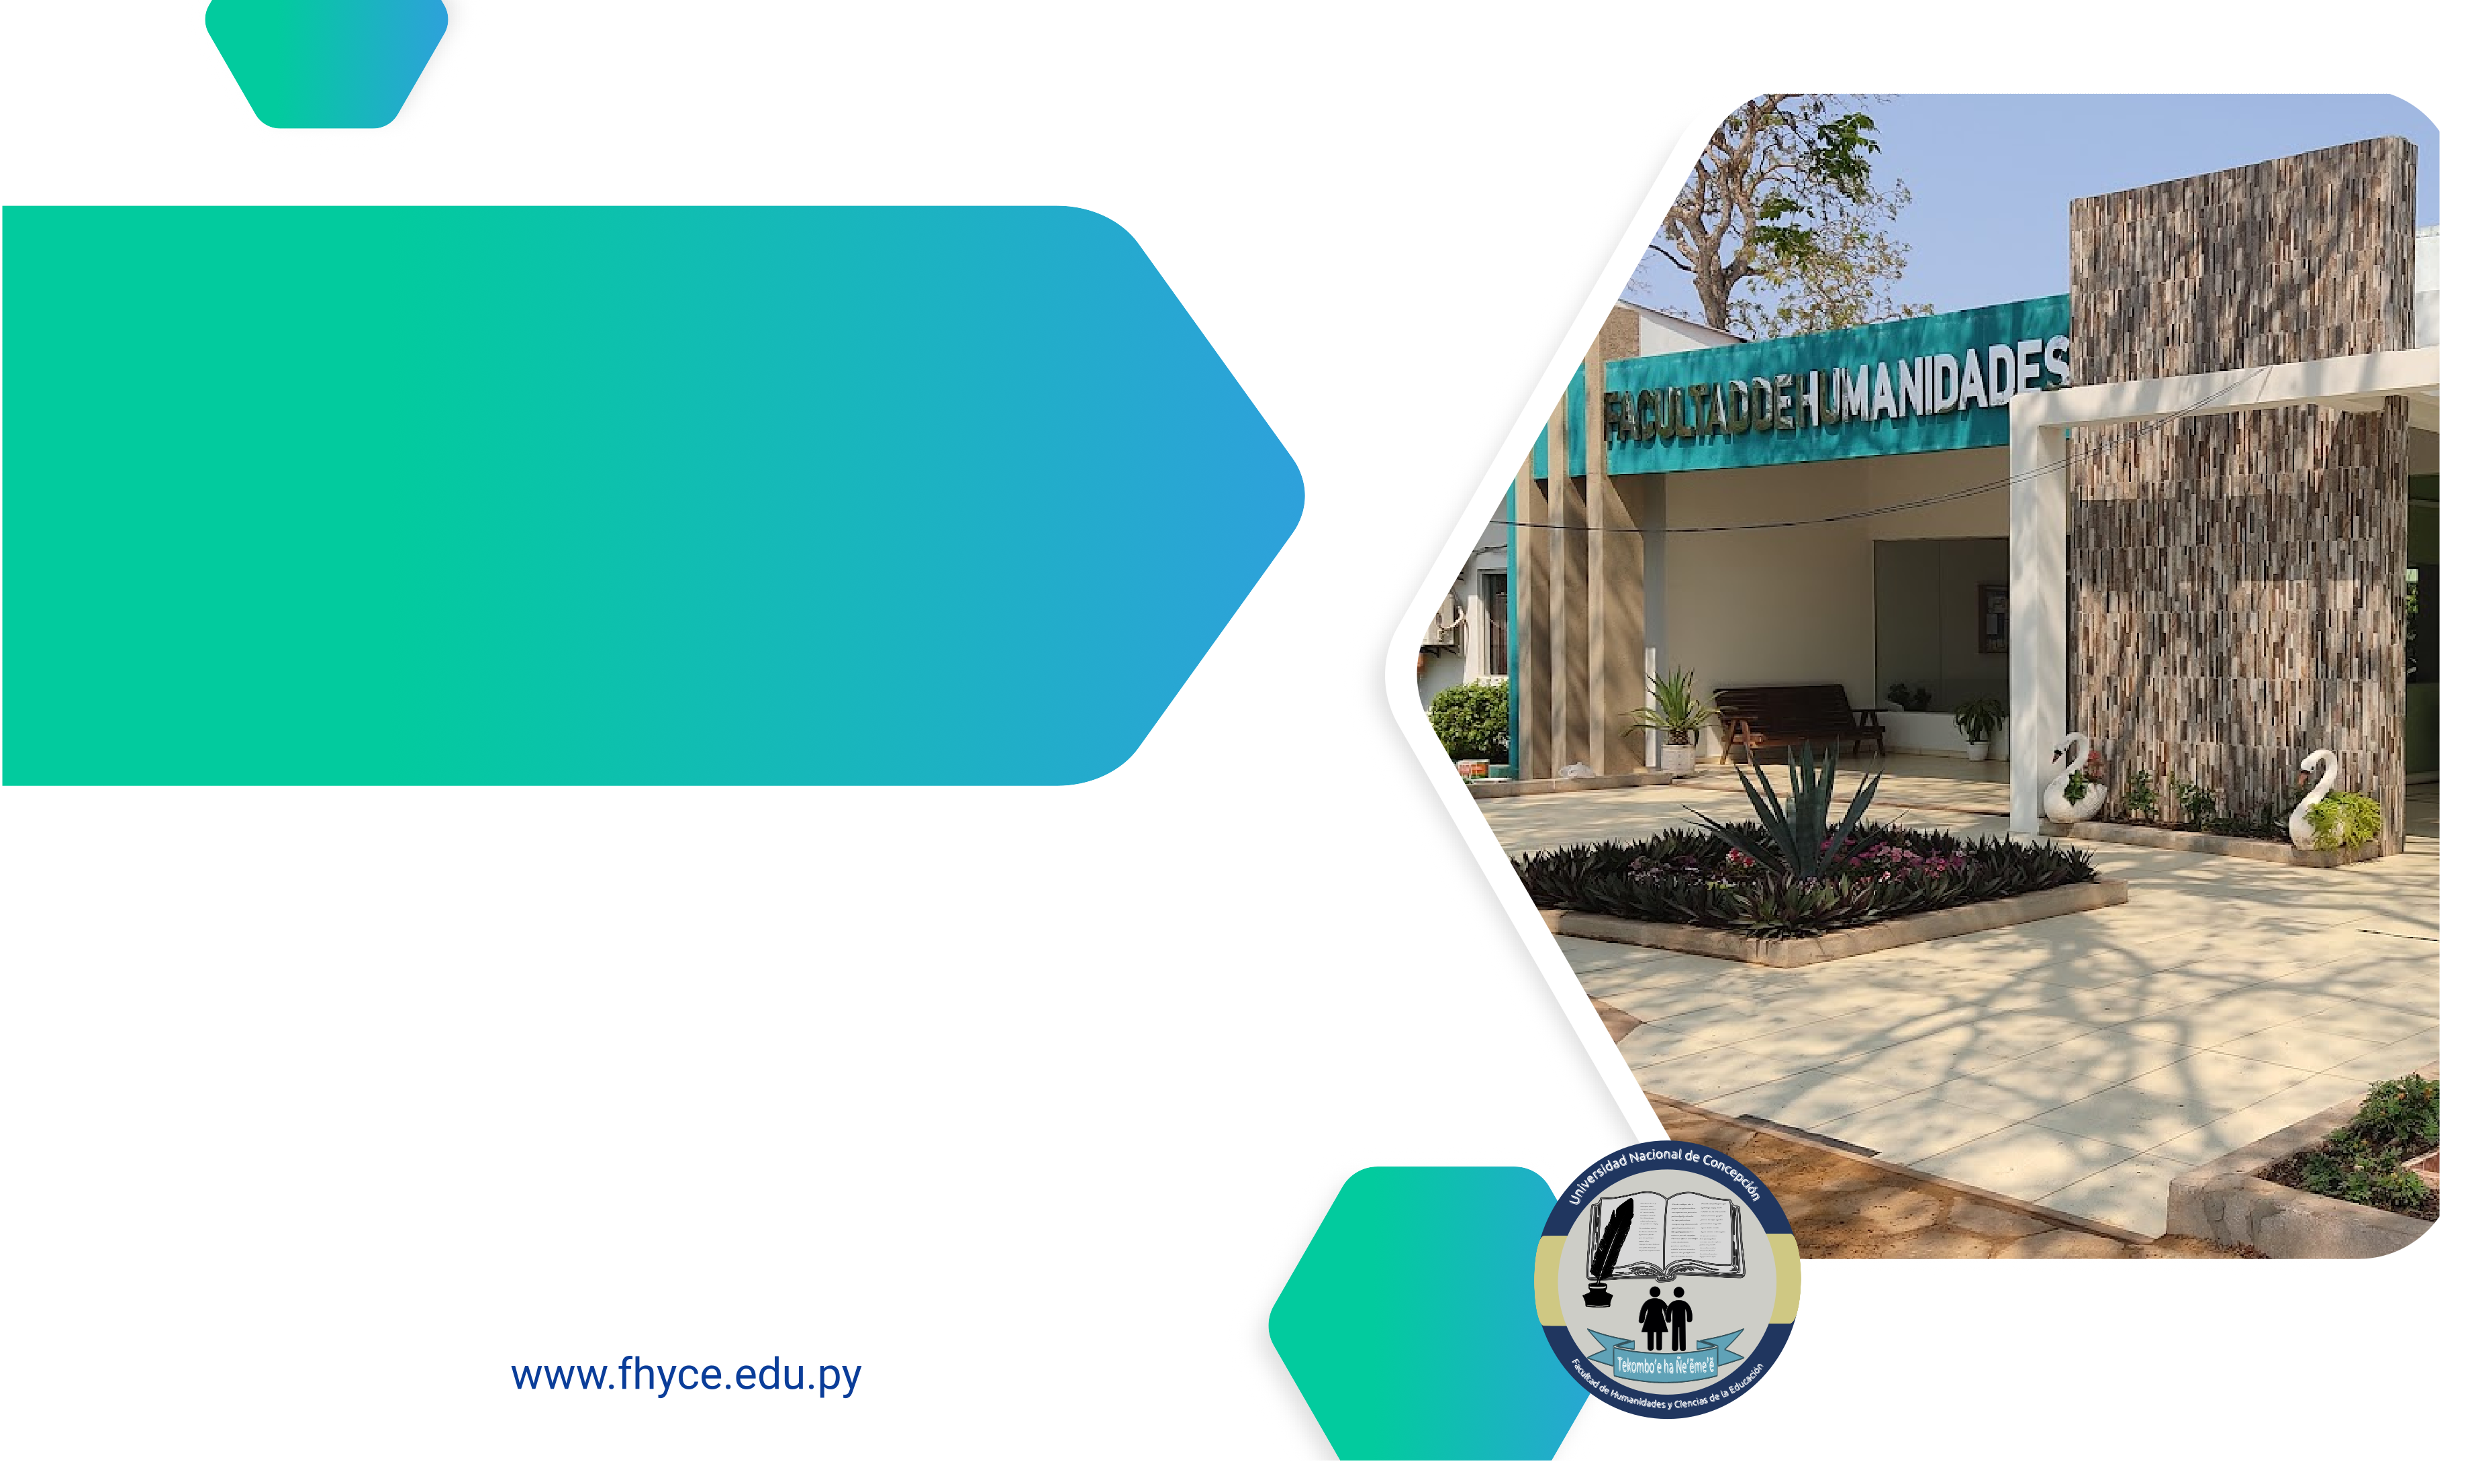 FACULTAD DE HUMANIDADES
Universidad Nacional de Concepción
Tekombo'e ha Ñe'ẽme'ẽ
Facultad de Humanidades y Ciencias de la Educación
www.fhyce.edu.py